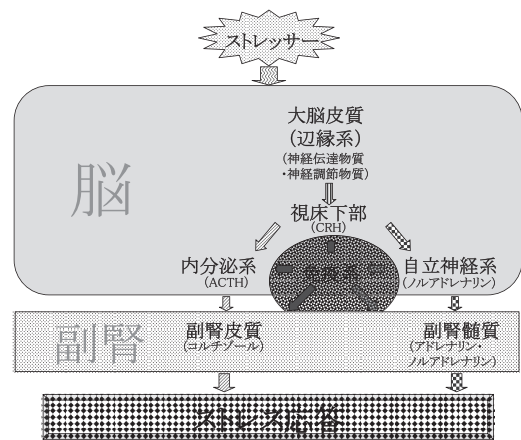 ストレッサー
大脳皮質
(辺縁系)
(神経伝達物質
・神経調節物質)
脳
視床下部
(CRH)
内分泌系
(ACTH)
免疫系
自立神経系
(ノルアドレナリン)
副腎
副腎皮質
(コルチゾール)
副腎髄質
(アドレナリン・
ノルアドレナリン)
ストレス応答